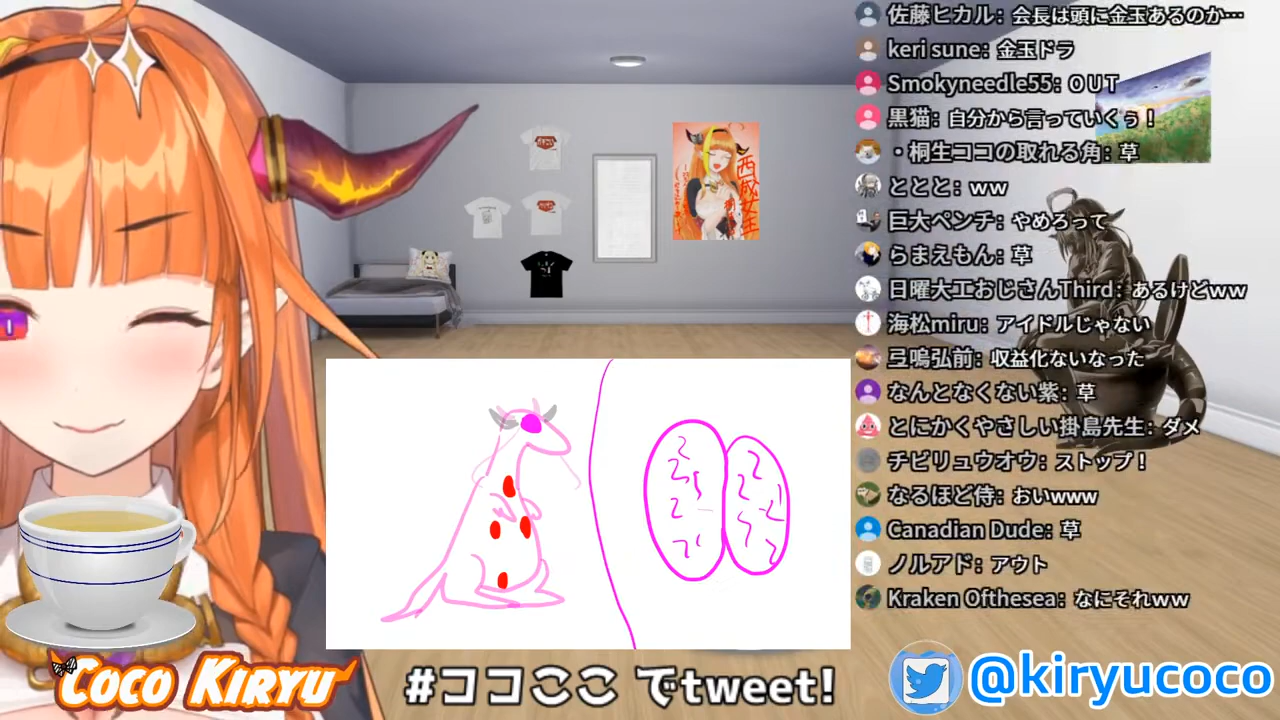 佐藤ヒカル: 会長は頭に金玉あるのか…
keri sune: 金玉ドラ
Smokyneedle55: OUT
黒猫: 自分から言っていくぅ！
・桐生ココの取れる角: 草
ととと: ww
巨大ペンチ: やめろって
らまえもん: 草
日曜大工おじさんThird: あるけどww
海松miru: アイドルじゃない
弖嗚弘前: 収益化ないなった
なんとなくない紫: 草
とにかくやさしい掛島先生: ダメ
チビリュウオウ: ストップ！
なるほど侍: おいwww
Canadian Dude: 草
ノルアド: アウト
Kraken Ofthesea: なにそれww
COCO KIRYU
#ココここ でtweet!
@kiryucoco